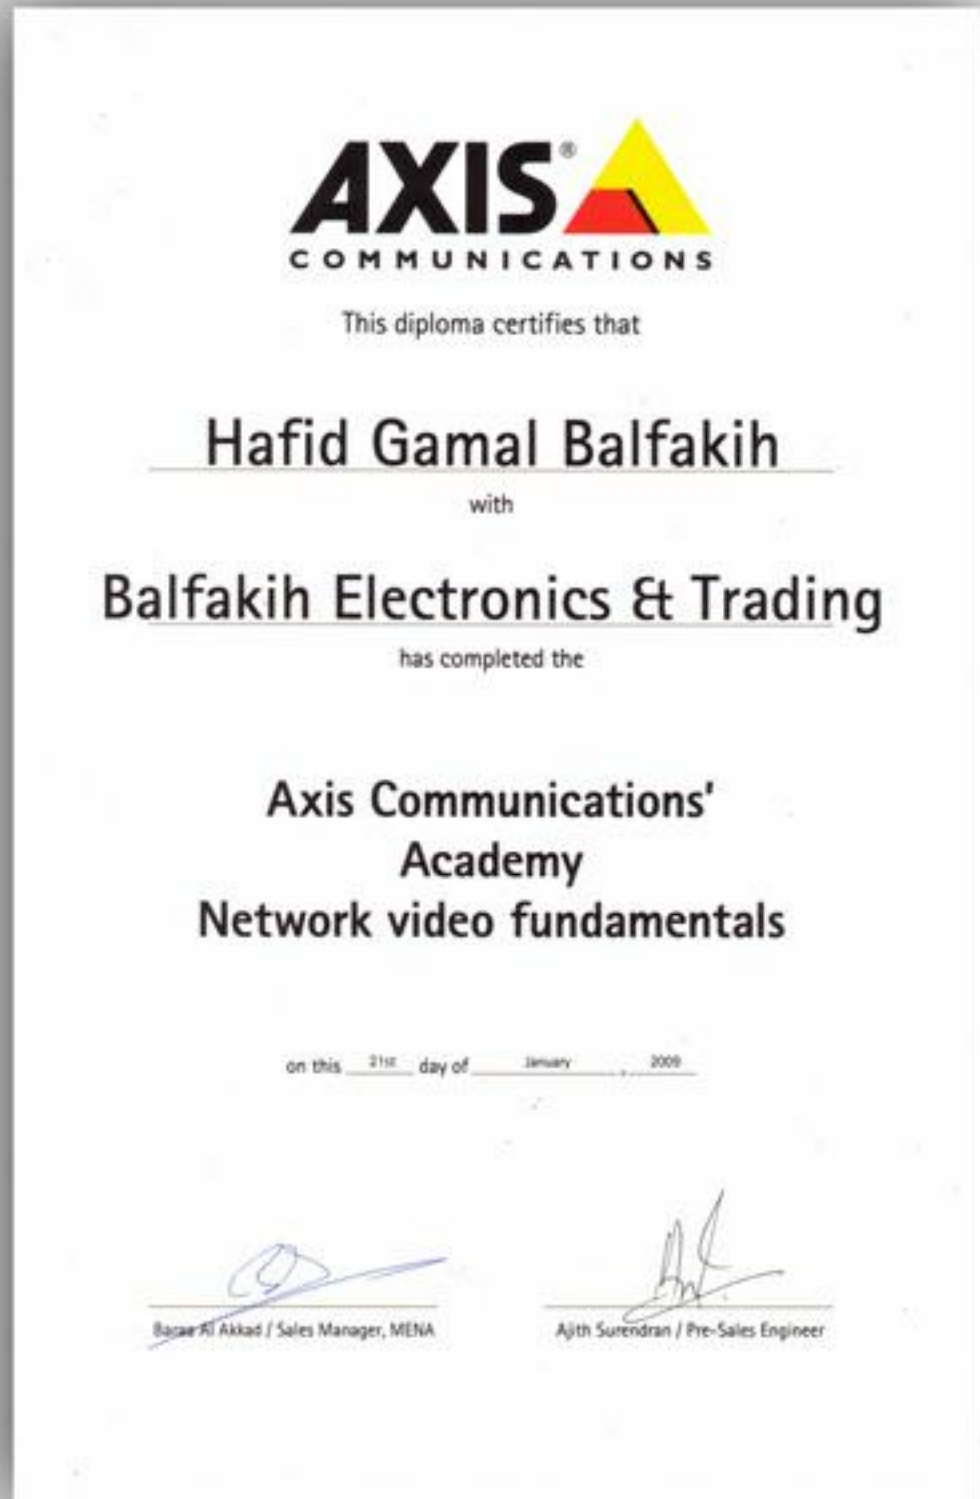 AXIS®
COMMUNICATIONS
This diploma certifies that
Hafid Gamal Balfakih
with
Balfakih Electronics & Trading
has completed the
Axis Communications'
Academy
Network video fundamentals
on this 21st day of January, 2009
Baraa Al Akkad / Sales Manager, MENA
Ajith Surendran / Pre-Sales Engineer